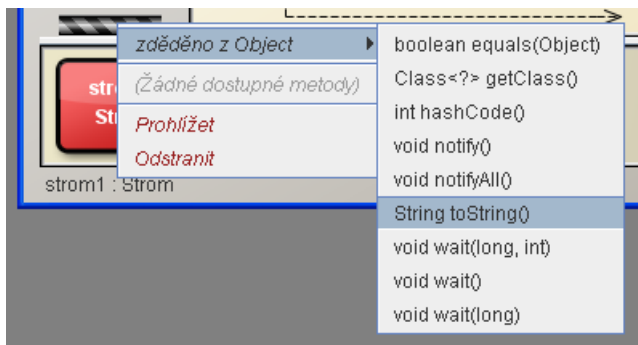 zděděno z Object
(Žádné dostupné metody)
Prohlížet
Odstranit
strom1 : Strom
boolean equals(Object)
Class<?> getClass()
int hashCode()
void notify()
void notifyAll()
String toString()
void wait(long, int)
void wait()
void wait(long)